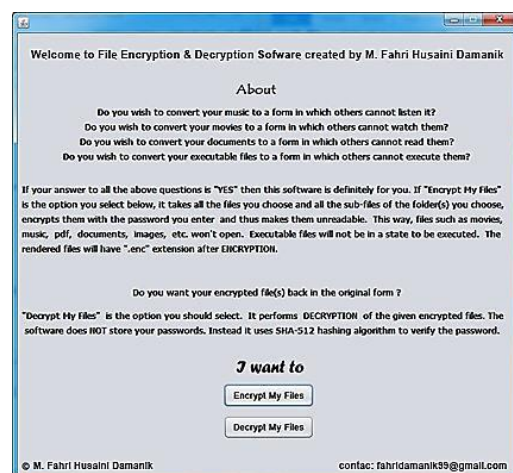 Welcome to File Encryption & Decryption Sofware created by M. Fahri Husaini Damanik
About
Do you wish to convert your music to a form in which others cannot listen it?
Do you wish to convert your movies to a form in which others cannot watch them?
Do you wish to convert your documents to a form in which others cannot read them?
Do you wish to convert your executable files to a form in which others cannot execute them?
If your answer to all the above questions is "YES" then this software is definitely for you. If "Encrypt My Files"
is the option you select below, it takes all the files you choose and all the sub-files of the folder(s) you choose,
encrypts them with the password you enter and thus makes them unreadable. This way, files such as movies,
music, pdf, documents, images, etc. won't open. Executable files will not be in a state to be executed. The
rendered files will have ".enc" extension after ENCRYPTION.
Do you want your encrypted file(s) back in the original form ?
"Decrypt My Files" is the option you should select. It performs DECRYPTION of the given encrypted files. The
software does NOT store your passwords. Instead it uses SHA-512 hashing algorithm to verify the password.
I want to
Encrypt My Files
Decrypt My Files
© M. Fahri Husaini Damanik contac: fahridamanik99@gmail.com